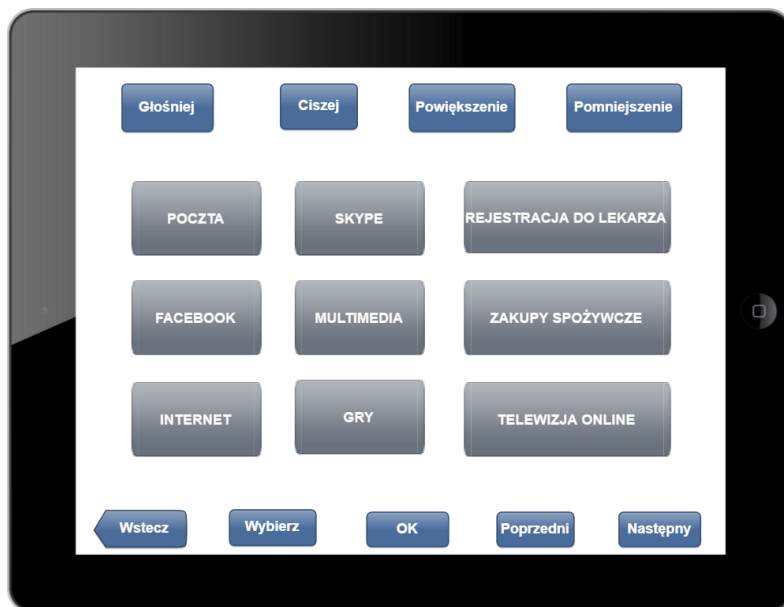 Głośniej
Ciszej
Powiększenie
Pomniejszenie
POCZTA
SKYPE
REJESTRACJA DO LEKARZA
FACEBOOK
MULTIMEDIA
ZAKUPY SPOŻYWCZE
INTERNET
GRY
TELEWIZJA ONLINE
Wstecz
Wybierz
OK
Poprzedni
Następny